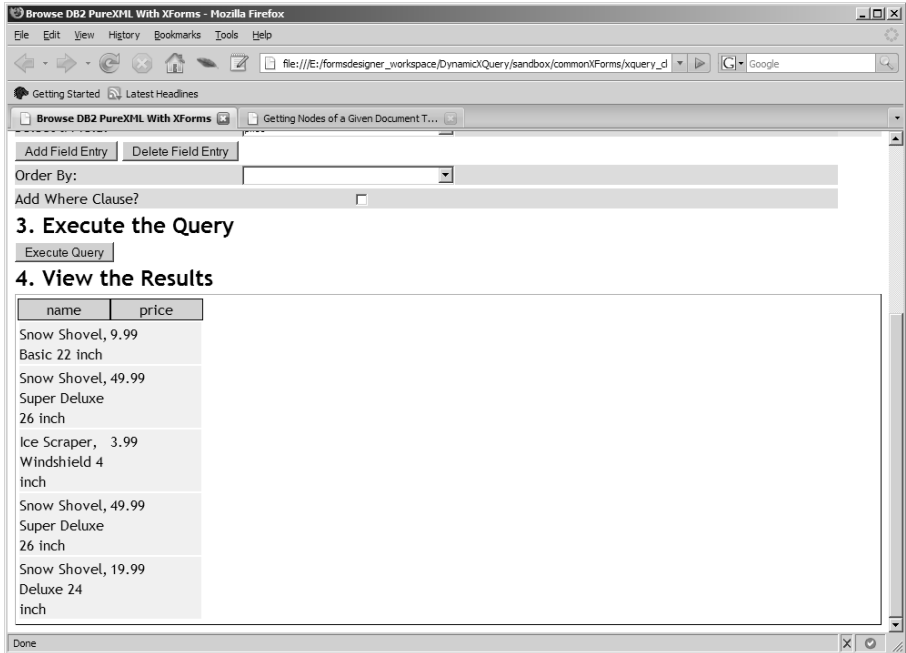 Browse DB2 PureXML With XForms - Mozilla Firefox
File Edit View History Bookmarks Tools Help
file:///E:/formsdesigner_workspace/DynamicXQuery/sandbox/commonXForms/xquery_cl
Google
Getting Started Latest Headlines
Browse DB2 PureXML With XForms Getting Nodes of a Given Document T...
price
Add Field Entry Delete Field Entry
Order By:
Add Where Clause?
3. Execute the Query
Execute Query
4. View the Results
name price
Snow Shovel, 9.99
Basic 22 inch
Snow Shovel, 49.99
Super Deluxe
26 inch
Ice Scraper, 3.99
Windshield 4
inch
Snow Shovel, 49.99
Super Deluxe
26 inch
Snow Shovel, 19.99
Deluxe 24
inch
Done